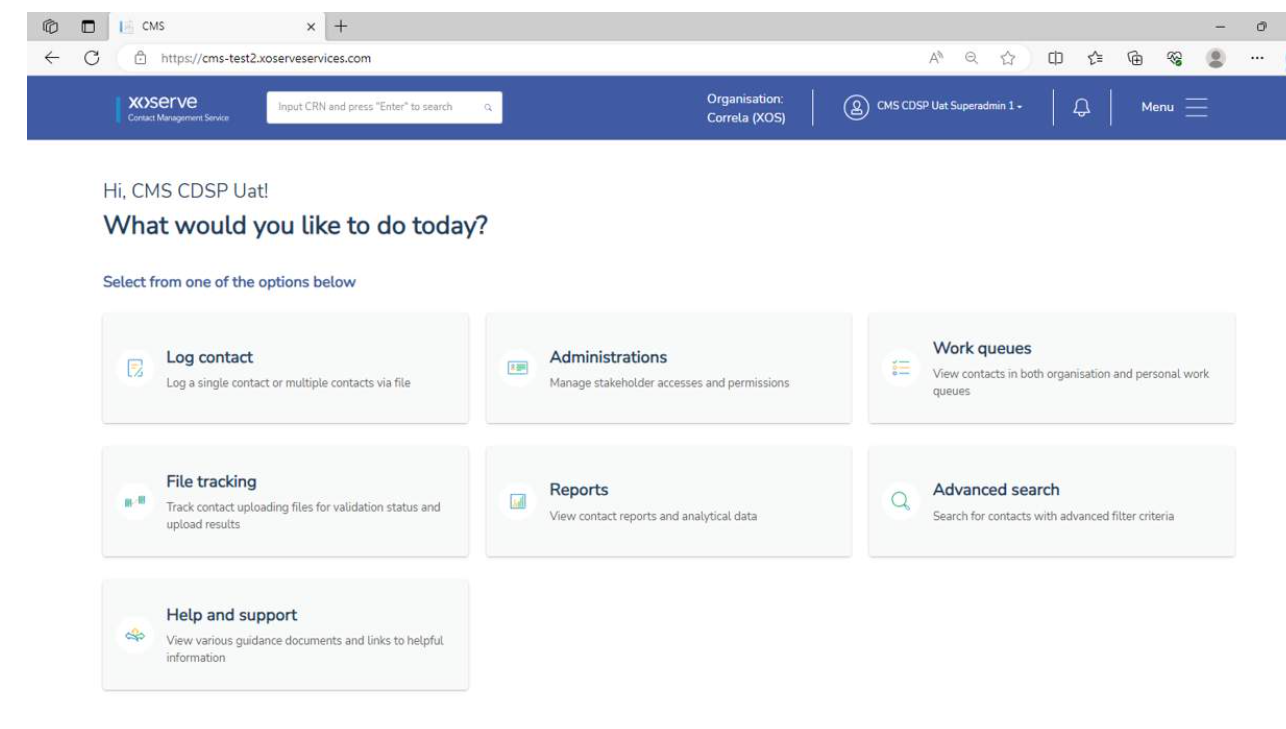 CMS
https://cms-test2.xoserveservices.com
xoserve
Contact Management Service
Input CRN and press "Enter" to search
Organisation:
Correla (XOS)
CMS CDSP Uat Superadmin 1
Menu
Hi, CMS CDSP Uat!
What would you like to do today?
Select from one of the options below
Log contact
Log a single contact or multiple contacts via file
Administrations
Manage stakeholder accesses and permissions
Work queues
View contacts in both organisation and personal work
queues
File tracking
Track contact uploading files for validation status and
upload results
Reports
View contact reports and analytical data
Advanced search
Search for contacts with advanced filter criteria
Help and support
View various guidance documents and links to helpful
information